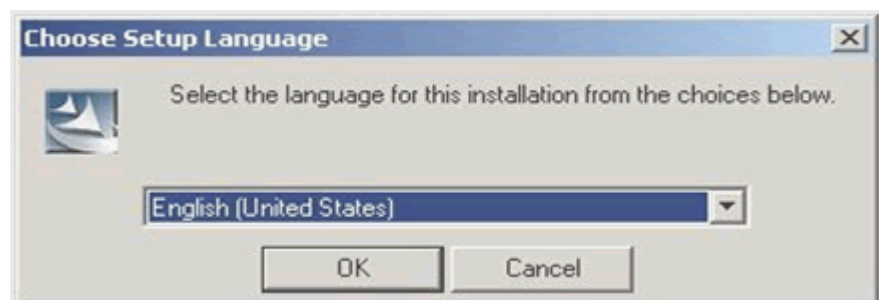 Choose Setup Language
Select the language for this installation from the choices below.
English (United States)
OK
Cancel